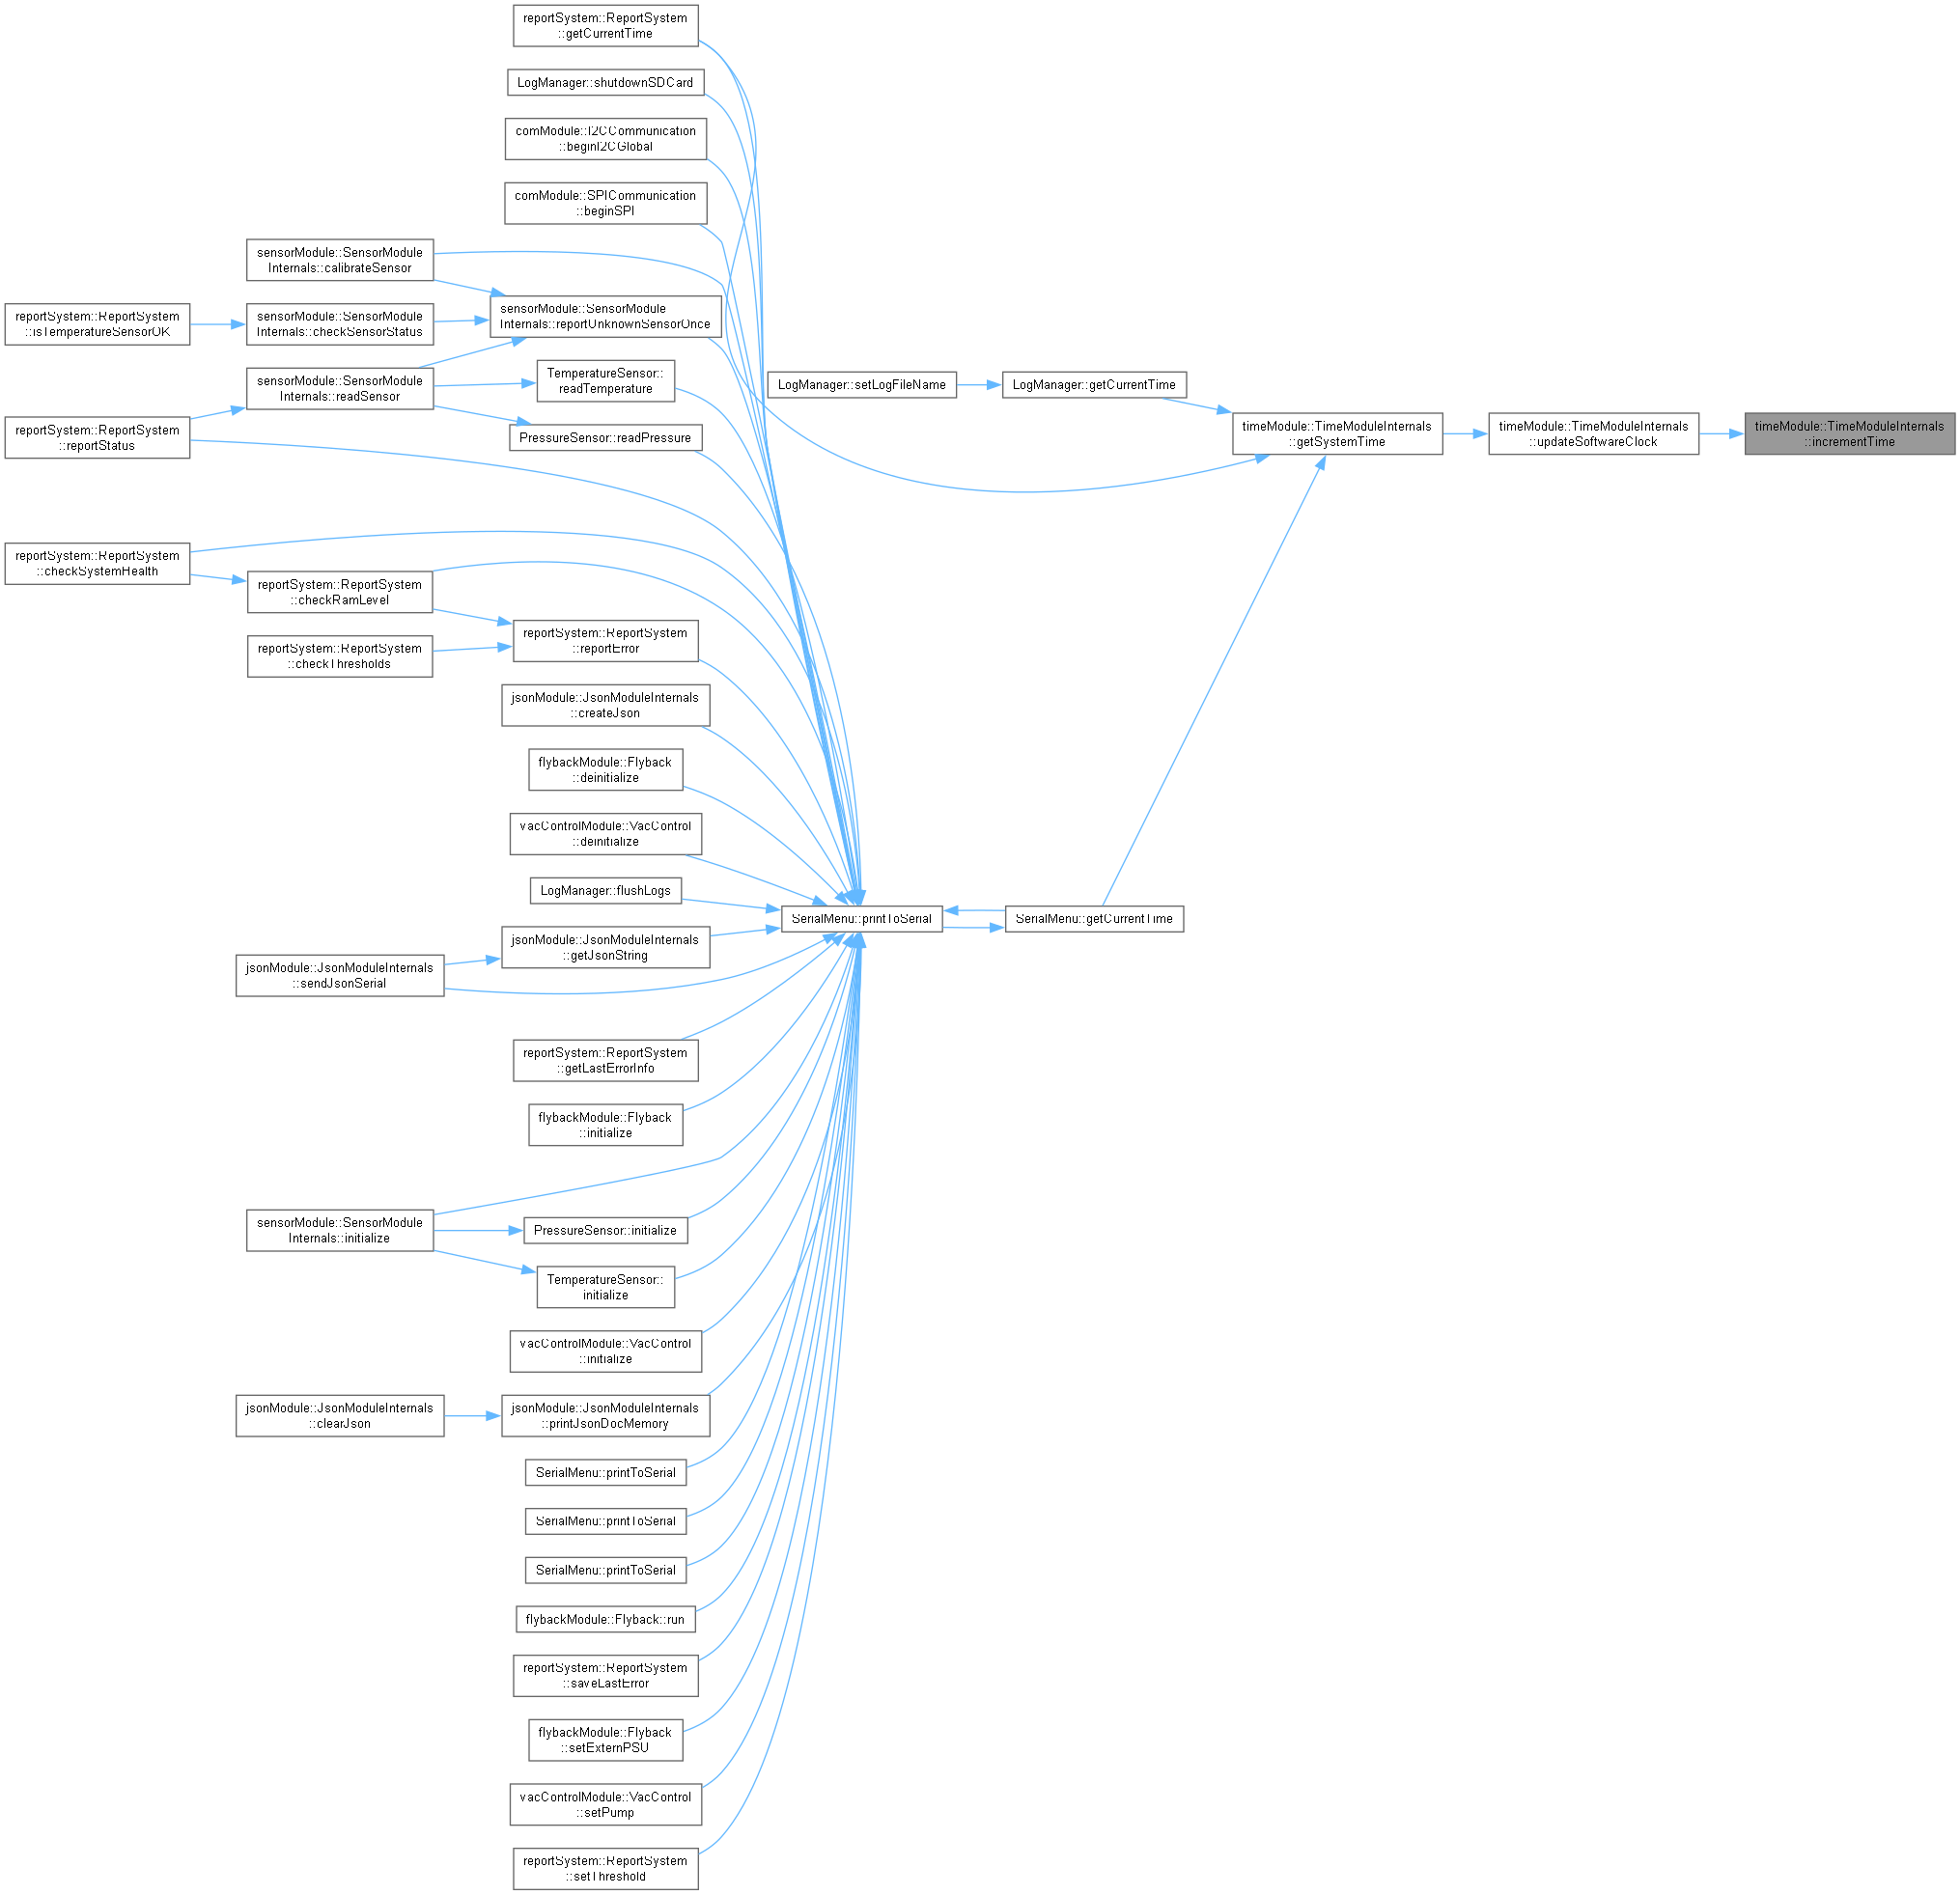 reportSystem::ReportSystem
::getCurrentTime
LogManager::shutdownSDCard
comModule::I2CCommunication
::beginI2CGlobal
comModule::SPICommunication
::beginSPI
sensorModule::SensorModule
Internals::calibrateSensor
reportSystem::ReportSystem
::isTemperatureSensorOK
sensorModule::SensorModule
Internals::checkSensorStatus
sensorModule::SensorModule
Internals::reportUnknownSensorOnce
TemperatureSensor::
readTemperature
sensorModule::SensorModule
Internals::readSensor
PressureSensor::readPressure
reportSystem::ReportSystem
::reportStatus
LogManager::setLogFileName
LogManager::getCurrentTime
timeModule::TimeModuleInternals
::getSystemTime
timeModule::TimeModuleInternals
::updateSoftwareClock
timeModule::TimeModuleInternals
::incrementTime
reportSystem::ReportSystem
::checkSystemHealth
reportSystem::ReportSystem
::checkRamLevel
reportSystem::ReportSystem
::checkThresholds
reportSystem::ReportSystem
::reportError
jsonModule::JsonModuleInternals
::createJson
flybackModule::Flyback
::deinitialize
vacControlModule::VacControl
::deinitialize
LogManager::flushLogs
SerialMenu::printToSerial
SerialMenu::getCurrentTime
jsonModule::JsonModuleInternals
::getJsonString
jsonModule::JsonModuleInternals
::sendJsonSerial
reportSystem::ReportSystem
::getLastErrorInfo
flybackModule::Flyback
::initialize
sensorModule::SensorModule
Internals::initialize
PressureSensor::initialize
TemperatureSensor::
initialize
vacControlModule::VacControl
::initialize
jsonModule::JsonModuleInternals
::clearJson
jsonModule::JsonModuleInternals
::printJsonDocMemory
SerialMenu::printToSerial
SerialMenu::printToSerial
SerialMenu::printToSerial
flybackModule::Flyback::run
reportSystem::ReportSystem
::saveLastError
flybackModule::Flyback
::setExternPSU
vacControlModule::VacControl
::setPump
reportSystem::ReportSystem
::setThreshold